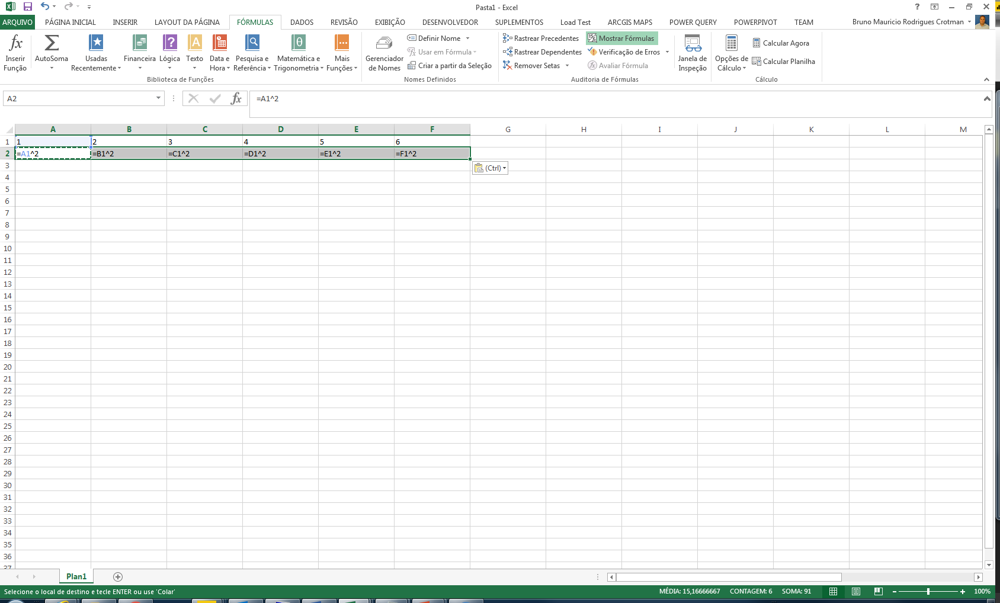 Pasta1 - Excel
?
ARQUIVO PÁGINA INICIAL INSERIR LAYOUT DA PÁGINA FÓRMULAS DADOS REVISÃO EXIBIÇÃO DESENVOLVEDOR SUPLEMENTOS Load Test ARCGIS MAPS POWER QUERY POWERPIVOT TEAM Bruno Mauricio Rodrigues Crotman
fx Inserir Função
Σ AutoSoma
Usadas Recentemente
Financeira
? Lógica
A Texto
Data e Hora
Pesquisa e Referência
θ Matemática e Trigonometria
Mais Funções
Biblioteca de Funções
Gerenciador de Nomes
Definir Nome
Usar em Fórmula
Criar a partir da Seleção
Nomes Definidos
Rastrear Precedentes
Rastrear Dependentes
Remover Setas
Mostrar Fórmulas
Verificação de Erros
Avaliar Fórmula
Auditoria de Fórmulas
Janela de Inspeção
Opções de Cálculo
Calcular Agora
Calcular Planilha
Cálculo
A2 fx =A1^2
A B C D E F G H I J K L M
1 1 2 3 4 5 6
2 =A1^2 =B1^2 =C1^2 =D1^2 =E1^2 =F1^2
3 (Ctrl)
4
5
6
7
8
9
10
11
12
13
14
15
16
17
18
19
20
21
22
23
24
25
26
27
28
29
30
31
32
33
34
35
36
37
Plan1
Selecione o local de destino e tecle ENTER ou use 'Colar' MÉDIA: 15,16666667 CONTAGEM: 6 SOMA: 91 100%